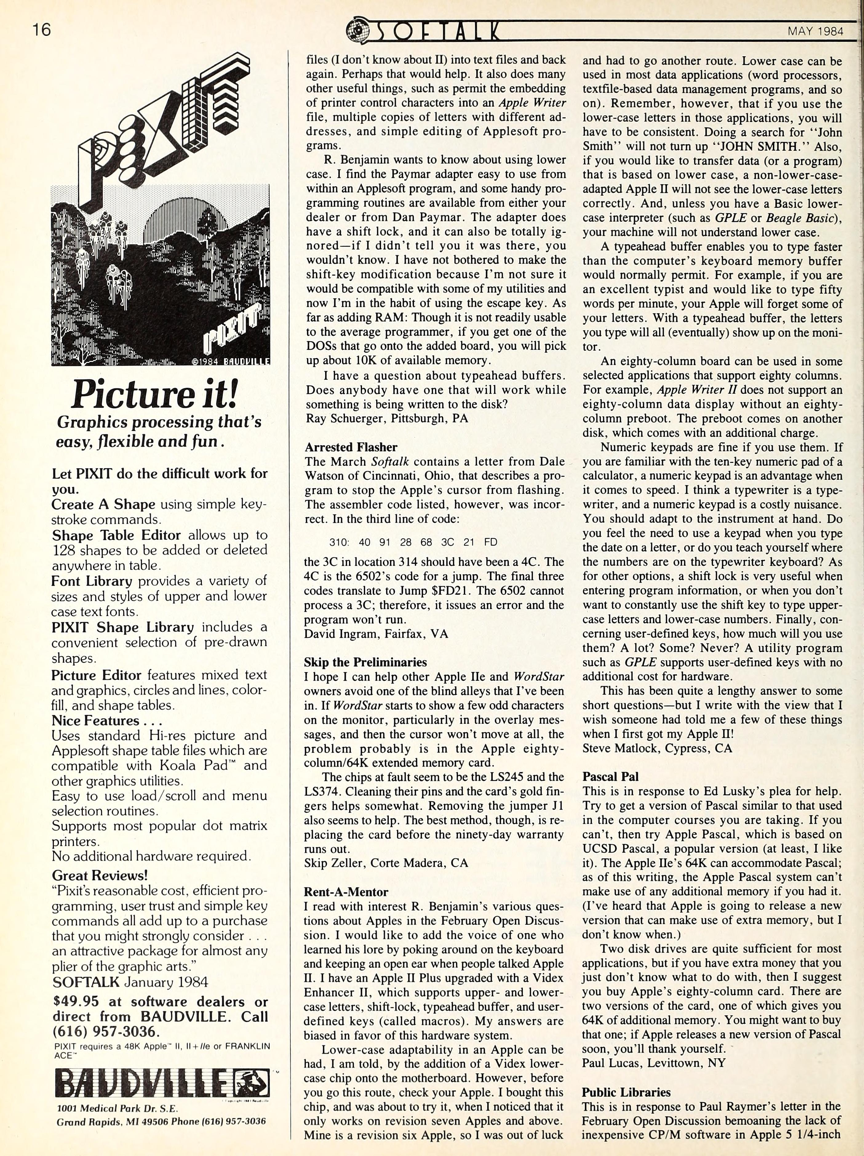 16
SOFTALK
MAY 1984
PIXIT
PIXIT
©1984 BAUDVILLE
Picture it!
Graphics processing that's
easy, flexible and fun.
Let PIXIT do the difficult work for
you.
Create A Shape using simple key-
stroke commands.
Shape Table Editor allows up to
128 shapes to be added or deleted
anywhere in table.
Font Library provides a variety of
sizes and styles of upper and lower
case text fonts.
PIXIT Shape Library includes a
convenient selection of pre-drawn
shapes.
Picture Editor features mixed text
and graphics, circles and lines, color-
fill, and shape tables.
Nice Features . . .
Uses standard Hi-res picture and
Applesoft shape table files which are
compatible with Koala Pad™ and
other graphics utilities.
Easy to use load/scroll and menu
selection routines.
Supports most popular dot matrix
printers.
No additional hardware required.
Great Reviews!
“Pixit's reasonable cost, efficient pro-
gramming, user trust and simple key
commands all add up to a purchase
that you might strongly consider . . .
an attractive package for almost any
plier of the graphic arts.”
SOFTALK January 1984
$49.95 at software dealers or
direct from BAUDVILLE. Call
(616) 957-3036.
PIXIT requires a 48K Apple™ II, II+ //e or FRANKLIN
ACE™
BAUDVILLE
1001 Medical Park Dr. S.E.
Grand Rapids, MI 49506 Phone (616) 957-3036
files (I don't know about II) into text files and back
again. Perhaps that would help. It also does many
other useful things, such as permit the embedding
of printer control characters into an Apple Writer
file, multiple copies of letters with different ad-
dresses, and simple editing of Applesoft pro-
grams.
R. Benjamin wants to know about using lower
case. I find the Paymar adapter easy to use from
within an Applesoft program, and some handy pro-
gramming routines are available from either your
dealer or from Dan Paymar. The adapter does
have a shift lock, and it can also be totally ig-
nored—if I didn't tell you it was there, you
wouldn't know. I have not bothered to make the
shift-key modification because I'm not sure it
would be compatible with some of my utilities and
now I'm in the habit of using the escape key. As
far as adding RAM: Though it is not readily usable
to the average programmer, if you get one of the
DOSs that go onto the added board, you will pick
up about 10K of available memory.
I have a question about typeahead buffers.
Does anybody have one that will work while
something is being written to the disk?
Ray Schuerger, Pittsburgh, PA
Arrested Flasher
The March Softalk contains a letter from Dale
Watson of Cincinnati, Ohio, that describes a pro-
gram to stop the Apple's cursor from flashing.
The assembler code listed, however, was incor-
rect. In the third line of code:
310: 40 91 28 68 3C 21 FD
the 3C in location 314 should have been a 4C. The
4C is the 6502's code for a jump. The final three
codes translate to Jump $FD21. The 6502 cannot
process a 3C; therefore, it issues an error and the
program won't run.
David Ingram, Fairfax, VA
Skip the Preliminaries
I hope I can help other Apple IIe and WordStar
owners avoid one of the blind alleys that I've been
in. If WordStar starts to show a few odd characters
on the monitor, particularly in the overlay mes-
sages, and then the cursor won't move at all, the
problem probably is in the Apple eighty-
column/64K extended memory card.
The chips at fault seem to be the LS245 and the
LS374. Cleaning their pins and the card's gold fin-
gers helps somewhat. Removing the jumper J1
also seems to help. The best method, though, is re-
placing the card before the ninety-day warranty
runs out.
Skip Zeller, Corte Madera, CA
Rent-A-Mentor
I read with interest R. Benjamin's various ques-
tions about Apples in the February Open Discus-
sion. I would like to add the voice of one who
learned his lore by poking around on the keyboard
and keeping an open ear when people talked Apple
II. I have an Apple II Plus upgraded with a Videx
Enhancer II, which supports upper- and lower-
case letters, shift-lock, typeahead buffer, and user-
defined keys (called macros). My answers are
biased in favor of this hardware system.
Lower-case adaptability in an Apple can be
had, I am told, by the addition of a Videx lower-
case chip onto the motherboard. However, before
you go this route, check your Apple. I bought this
chip, and was about to try it, when I noticed that it
only works on revision seven Apples and above.
Mine is a revision six Apple, so I was out of luck
and had to go another route. Lower case can be
used in most data applications (word processors,
textfile-based data management programs, and so
on). Remember, however, that if you use the
lower-case letters in those applications, you will
have to be consistent. Doing a search for “John
Smith” will not turn up “JOHN SMITH.” Also,
if you would like to transfer data (or a program)
that is based on lower case, a non-lower-case-
adapted Apple II will not see the lower-case letters
correctly. And, unless you have a Basic lower-
case interpreter (such as GPLE or Beagle Basic),
your machine will not understand lower case.
A typeahead buffer enables you to type faster
than the computer's keyboard memory buffer
would normally permit. For example, if you are
an excellent typist and would like to type fifty
words per minute, your Apple will forget some of
your letters. With a typeahead buffer, the letters
you type will all (eventually) show up on the moni-
tor.
An eighty-column board can be used in some
selected applications that support eighty columns.
For example, Apple Writer II does not support an
eighty-column data display without an eighty-
column preboot. The preboot comes on another
disk, which comes with an additional charge.
Numeric keypads are fine if you use them. If
you are familiar with the ten-key numeric pad of a
calculator, a numeric keypad is an advantage when
it comes to speed. I think a typewriter is a type-
writer, and a numeric keypad is a costly nuisance.
You should adapt to the instrument at hand. Do
you feel the need to use a keypad when you type
the date on a letter, or do you teach yourself where
the numbers are on the typewriter keyboard? As
for other options, a shift lock is very useful when
entering program information, or when you don't
want to constantly use the shift key to type upper-
case letters and lower-case numbers. Finally, con-
cerning user-defined keys, how much will you use
them? A lot? Some? Never? A utility program
such as GPLE supports user-defined keys with no
additional cost for hardware.
This has been quite a lengthy answer to some
short questions—but I write with the view that I
wish someone had told me a few of these things
when I first got my Apple II!
Steve Matlock, Cypress, CA
Pascal Pal
This is in response to Ed Lusky's plea for help.
Try to get a version of Pascal similar to that used
in the computer courses you are taking. If you
can't, then try Apple Pascal, which is based on
UCSD Pascal, a popular version (at least, I like
it). The Apple IIe's 64K can accommodate Pascal;
as of this writing, the Apple Pascal system can't
make use of any additional memory if you had it.
(I've heard that Apple is going to release a new
version that can make use of extra memory, but I
don't know when.)
Two disk drives are quite sufficient for most
applications, but if you have extra money that you
just don't know what to do with, then I suggest
you buy Apple's eighty-column card. There are
two versions of the card, one of which gives you
64K of additional memory. You might want to buy
that one; if Apple releases a new version of Pascal
soon, you'll thank yourself.
Paul Lucas, Levittown, NY
Public Libraries
This is in response to Paul Raymer's letter in the
February Open Discussion bemoaning the lack of
inexpensive CP/M software in Apple 5 1/4-inch